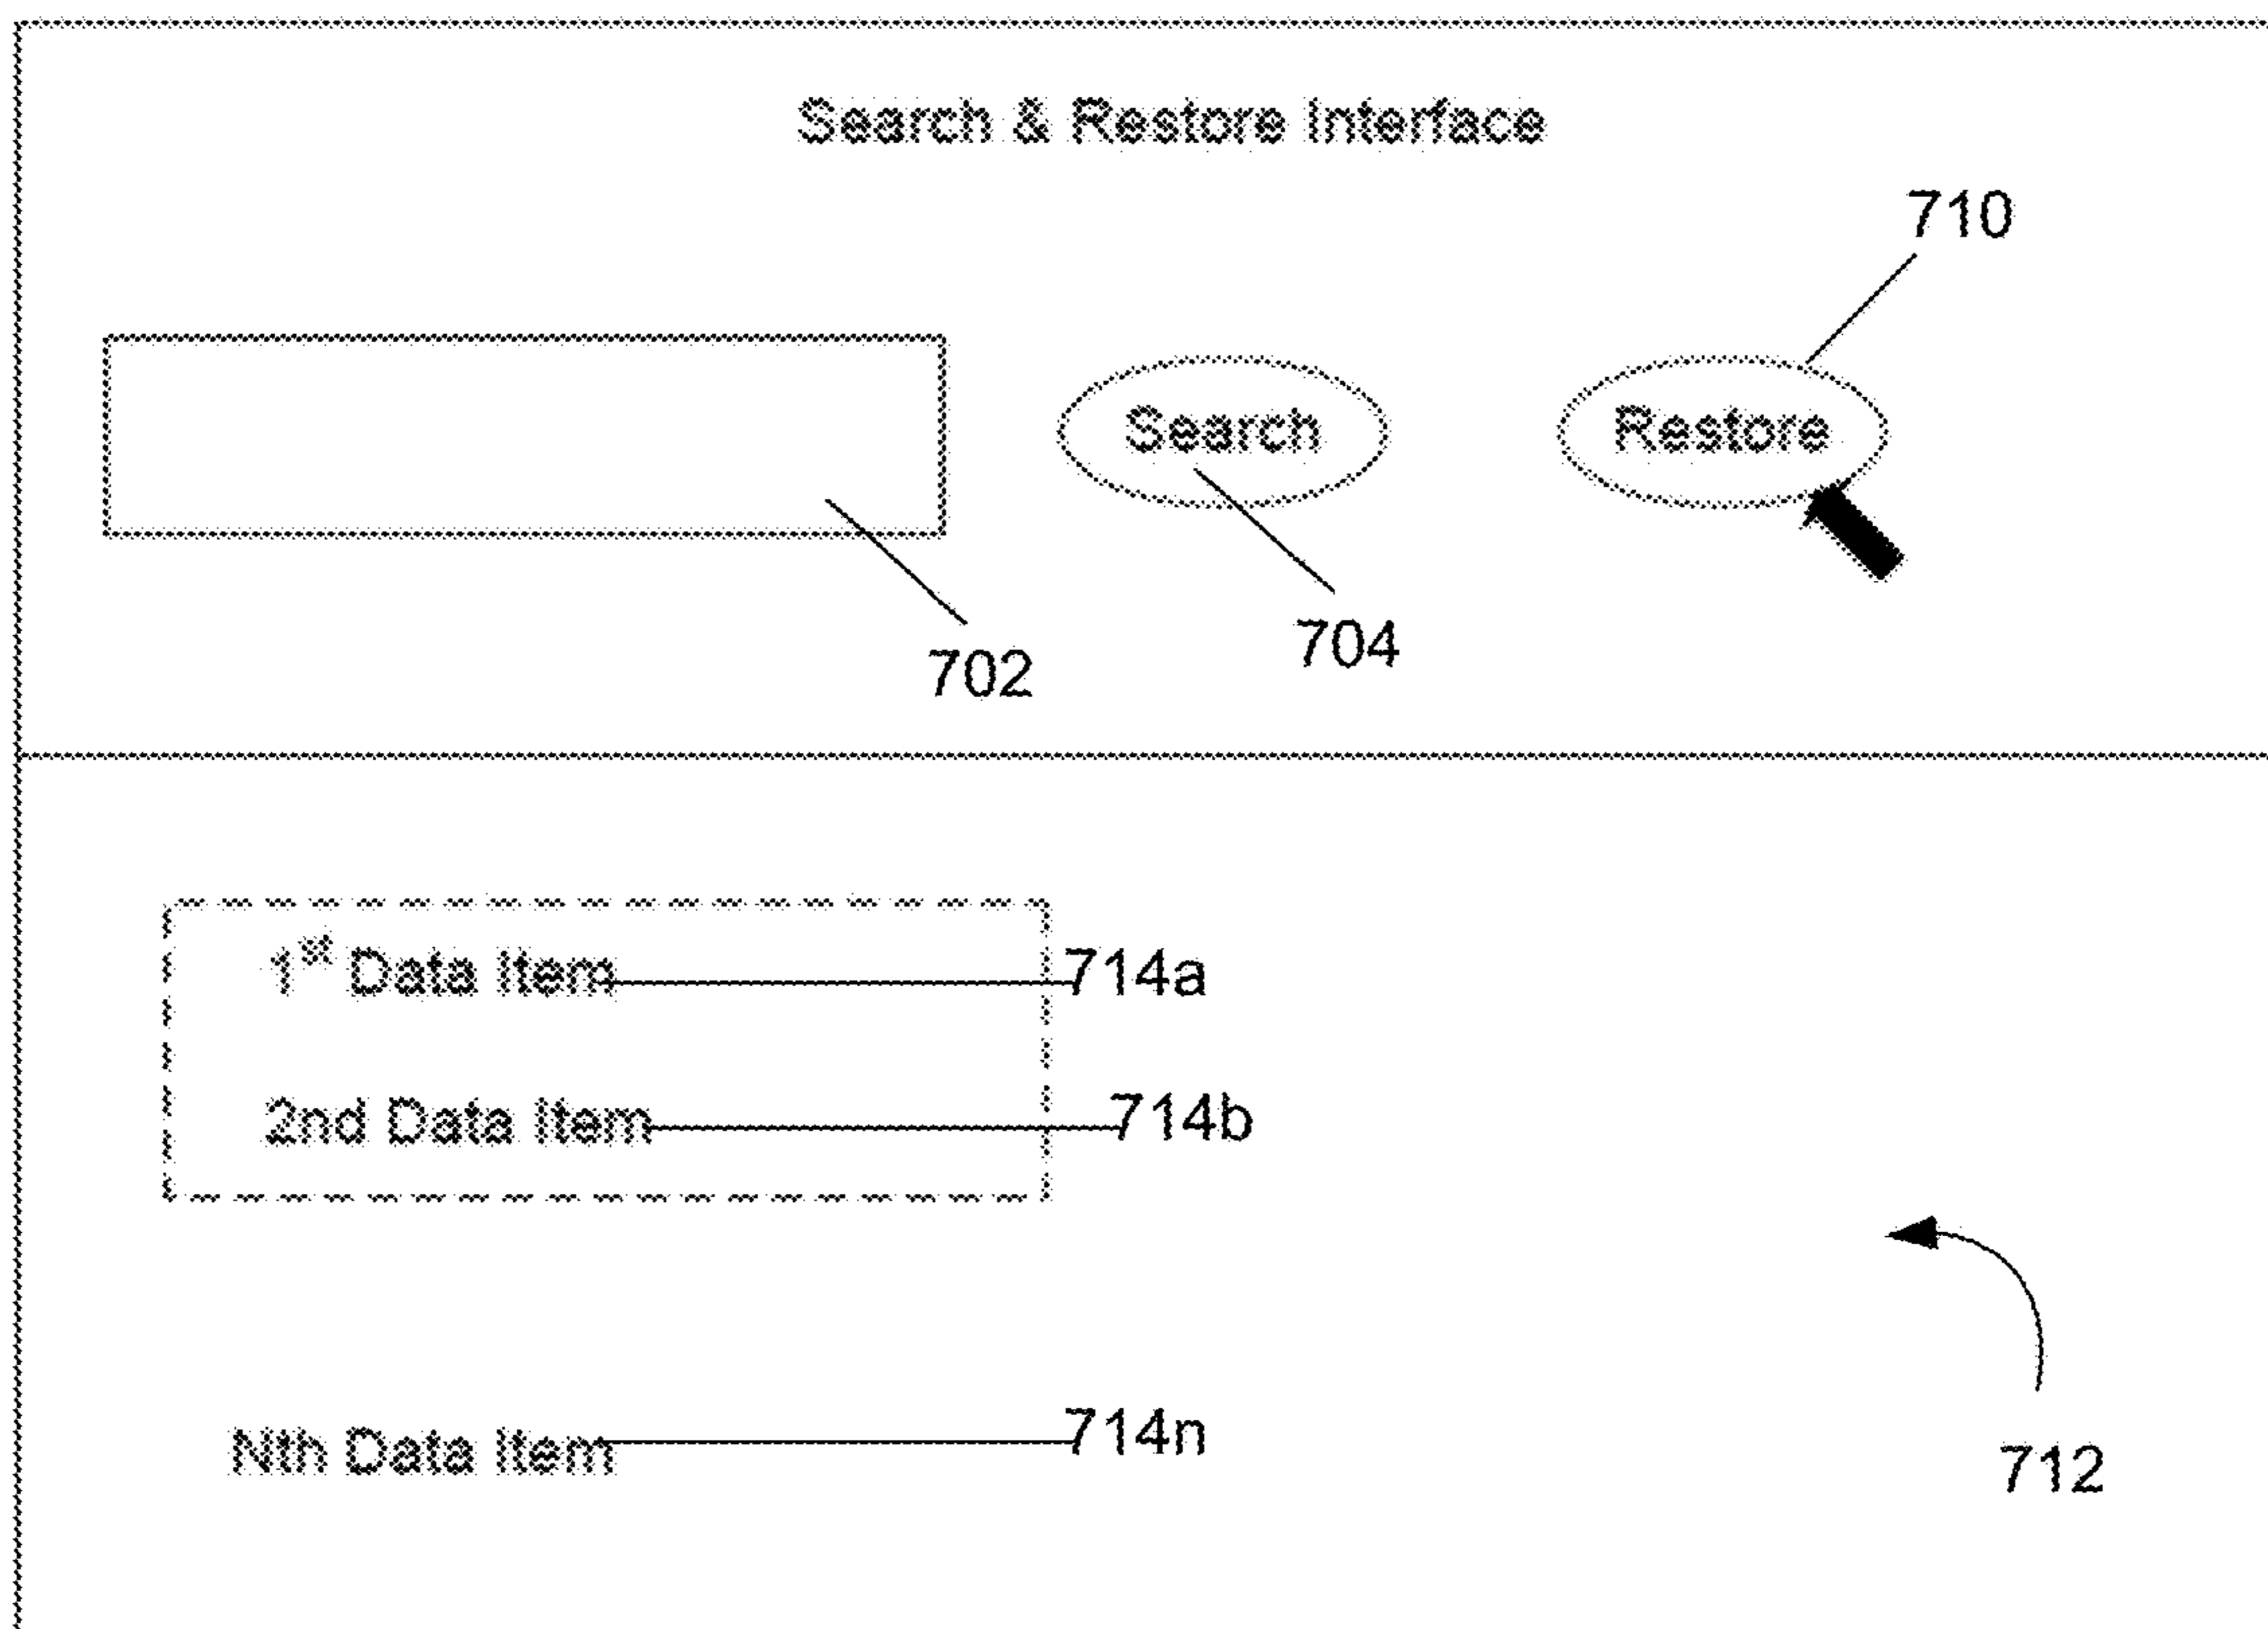 Search & Restore Interface
710
Search
Restore
704
702
1st Data Item 714a
2nd Data Item 714b
Nth Data Item 714n
712